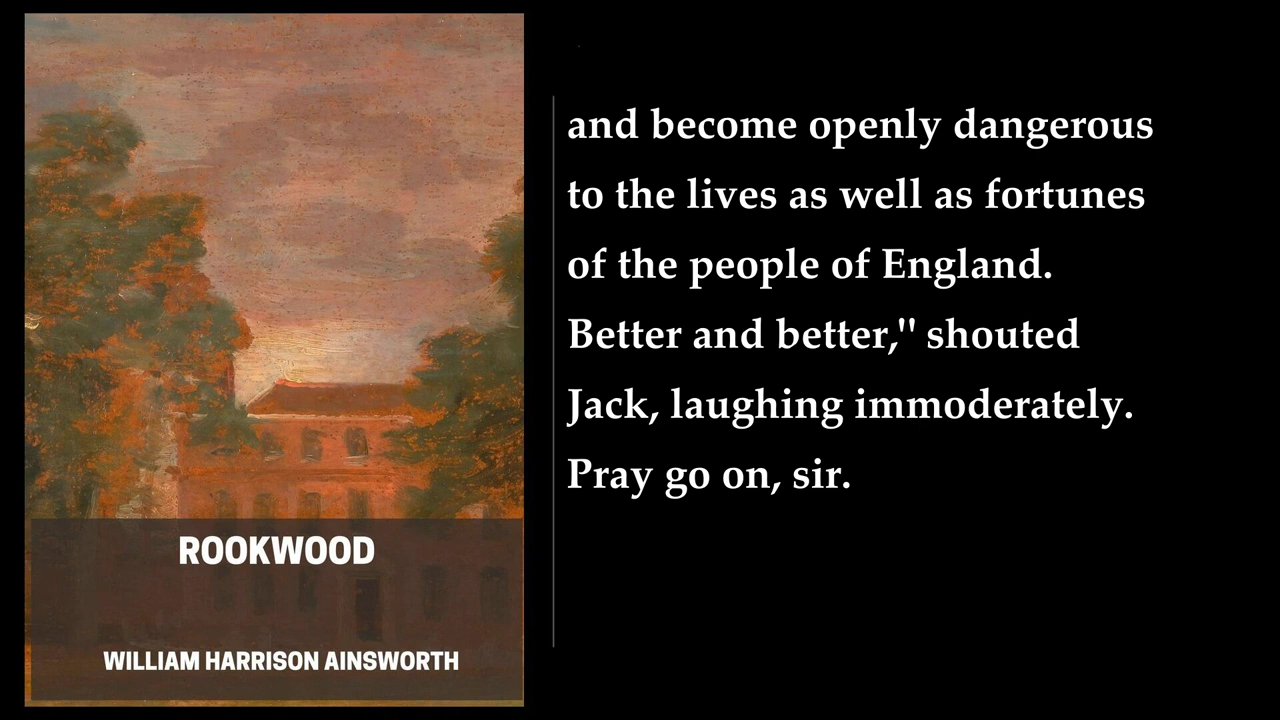 ROOKWOOD
WILLIAM HARRISON AINSWORTH
and become openly dangerous
to the lives as well as fortunes
of the people of England.
Better and better," shouted
Jack, laughing immoderately.
Pray go on, sir.